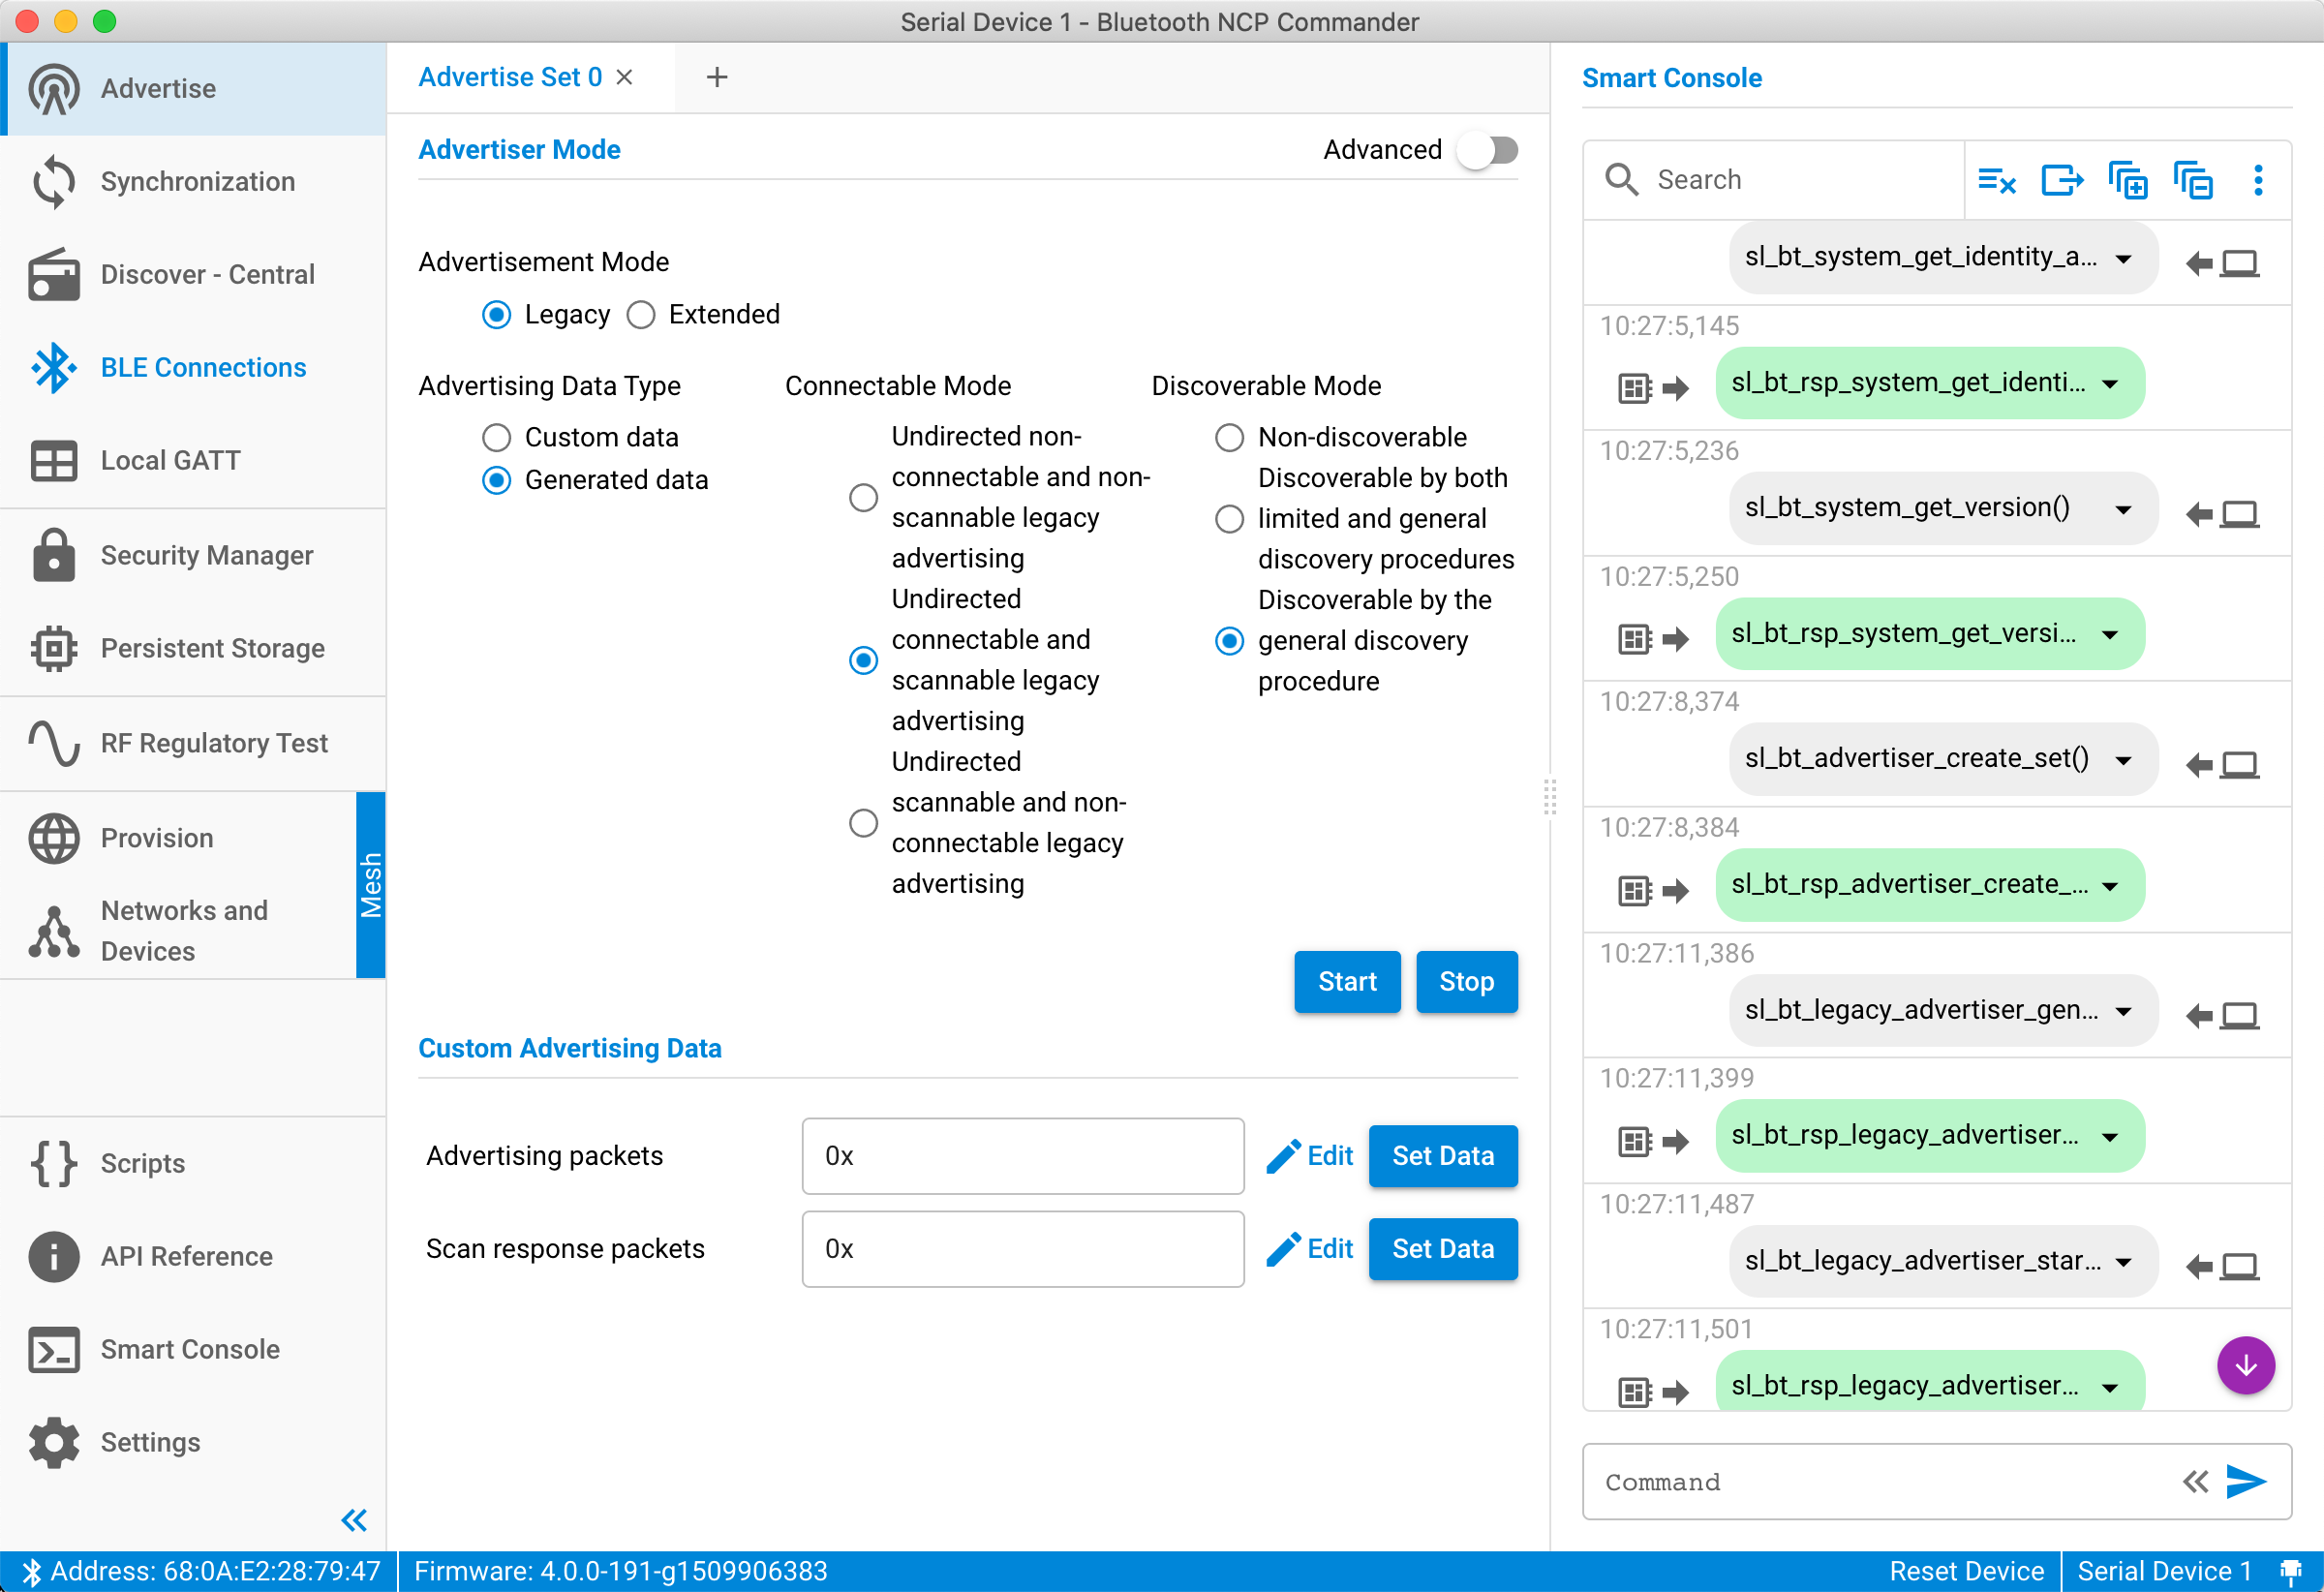 Serial Device 1 - Bluetooth NCP Commander
Advertise
Synchronization
Discover - Central
BLE Connections
Local GATT
Security Manager
Persistent Storage
RF Regulatory Test
Provision
Networks and
Devices
Mesh
Scripts
API Reference
Smart Console
Settings
Advertise Set 0
Advertiser Mode
Advanced
Advertisement Mode
Legacy
Extended
Advertising Data Type
Custom data
Generated data
Connectable Mode
Undirected non-
connectable and non-
scannable legacy
advertising
Undirected
connectable and
scannable legacy
advertising
Undirected
scannable and non-
connectable legacy
advertising
Discoverable Mode
Non-discoverable
Discoverable by both
limited and general
discovery procedures
Discoverable by the
general discovery
procedure
Start
Stop
Custom Advertising Data
Advertising packets
0x
Edit
Set Data
Scan response packets
0x
Edit
Set Data
Smart Console
Search
sl_bt_system_get_identity_a...
10:27:5,145
sl_bt_rsp_system_get_identi...
10:27:5,236
sl_bt_system_get_version()
10:27:5,250
sl_bt_rsp_system_get_versi...
10:27:8,374
sl_bt_advertiser_create_set()
10:27:8,384
sl_bt_rsp_advertiser_create_...
10:27:11,386
sl_bt_legacy_advertiser_gen...
10:27:11,399
sl_bt_rsp_legacy_advertiser...
10:27:11,487
sl_bt_legacy_advertiser_star...
10:27:11,501
sl_bt_rsp_legacy_advertiser...
Command
Address: 68:0A:E2:28:79:47
Firmware: 4.0.0-191-g1509906383
Reset Device
Serial Device 1